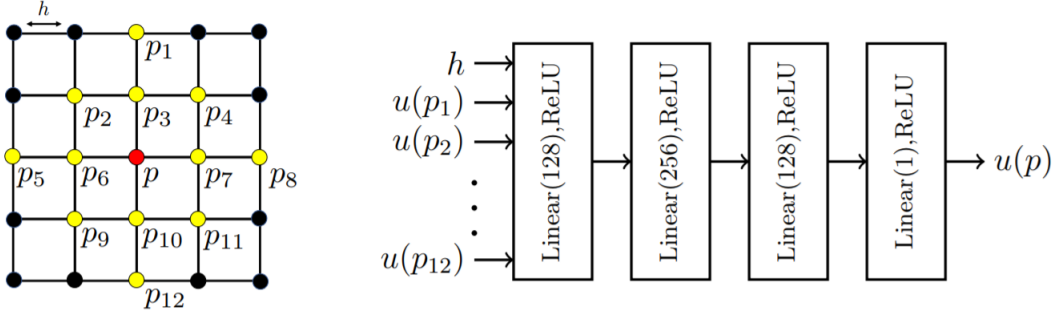 h
p₁
p₂ p₃ p₄
p₅ p₆ p p₇ p₈
p₉ p₁₀ p₁₁
p₁₂
h
u(p₁)
u(p₂)
u(p₁₂)
Linear(128),ReLU
Linear(256),ReLU
Linear(128),ReLU
Linear(1),ReLU
u(p)